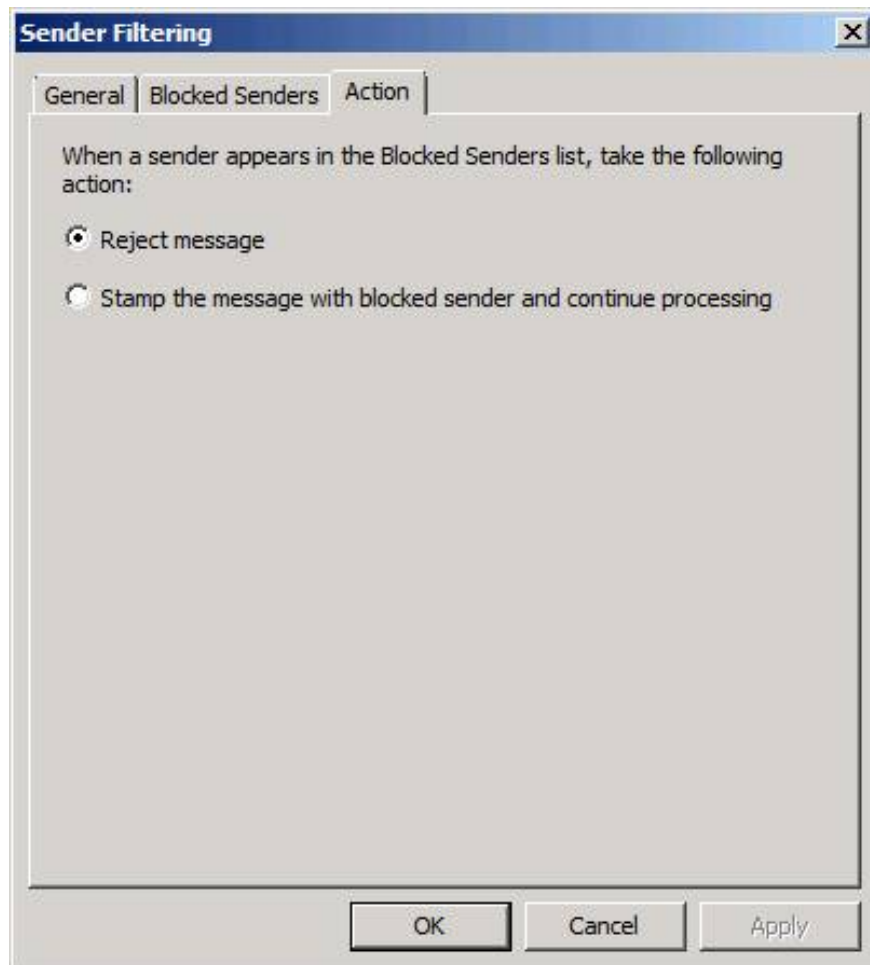 Sender Filtering
General
Blocked Senders
Action
When a sender appears in the Blocked Senders list, take the following
action:
Reject message
Stamp the message with blocked sender and continue processing
OK
Cancel
Apply